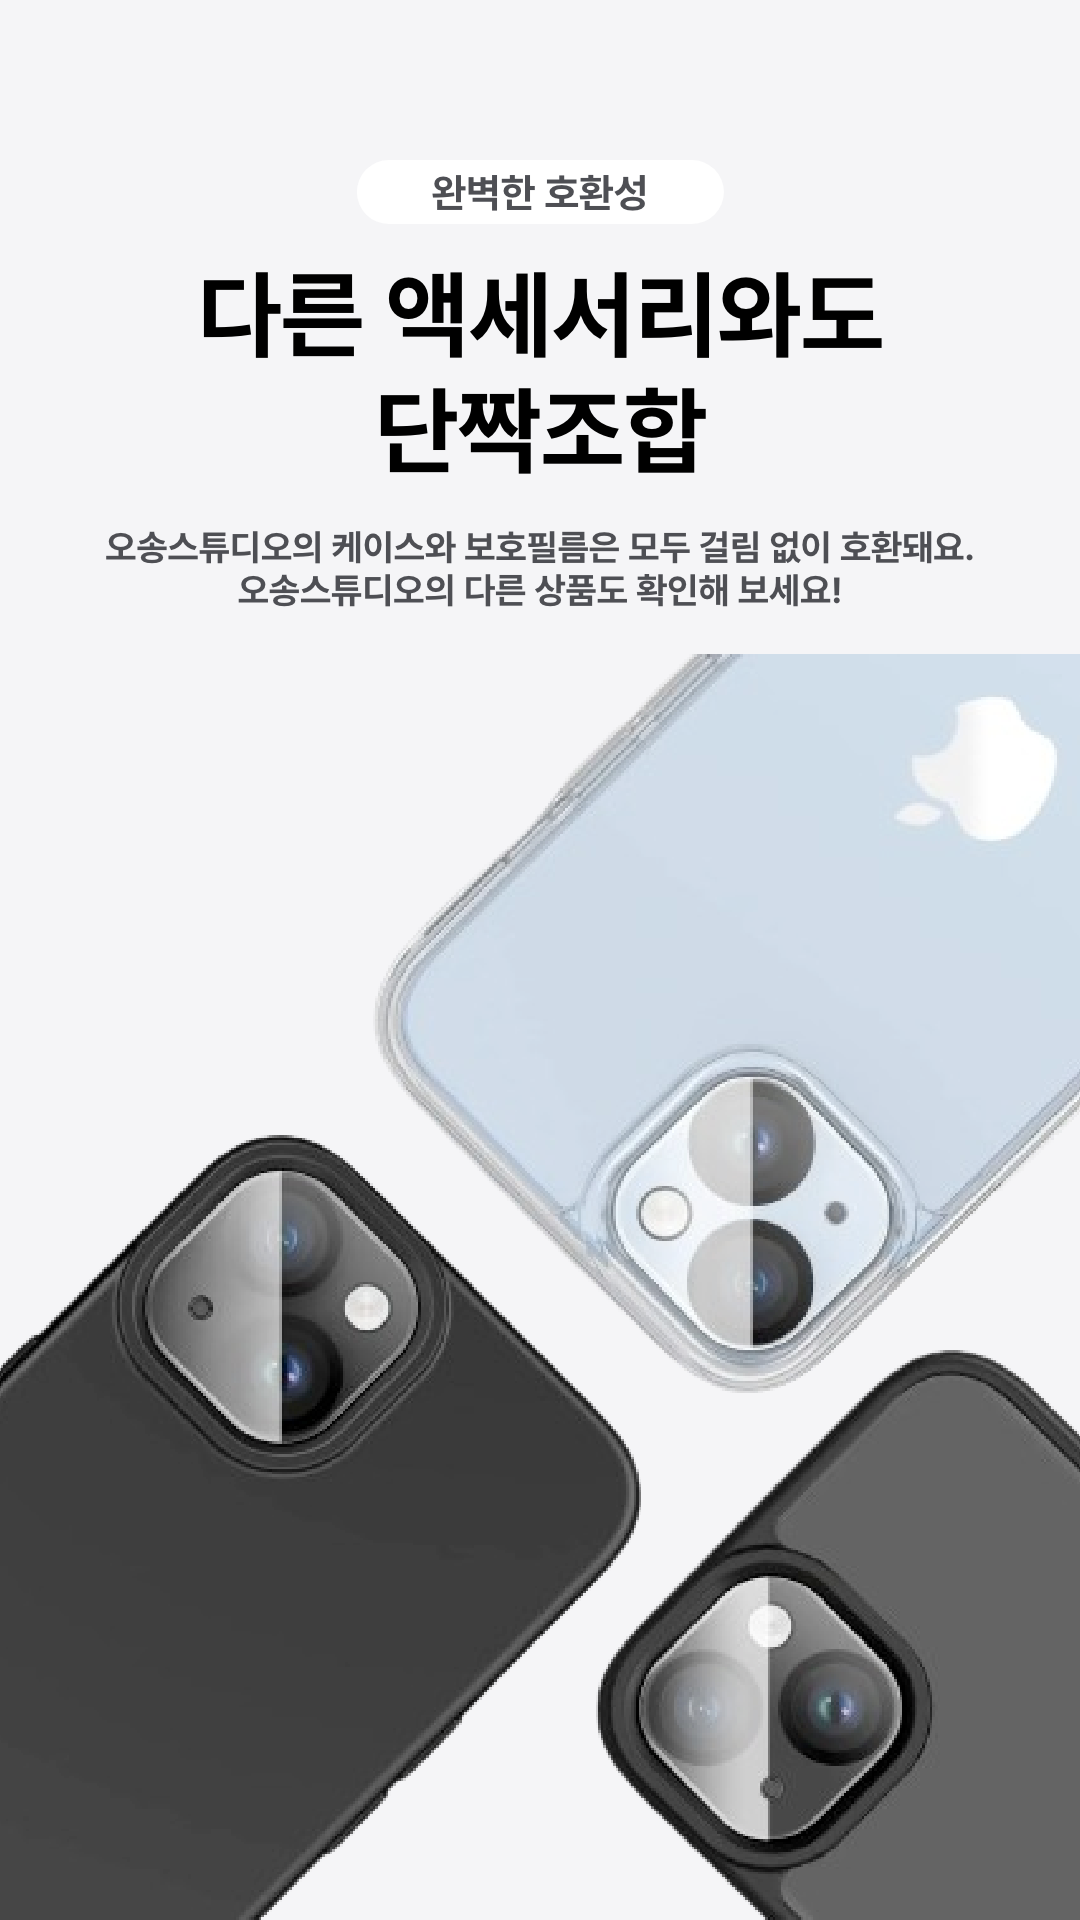 완벽한 호환성
다른 액세서리와도
단짝조합
오송스튜디오의 케이스와 보호필름은 모두 걸림 없이 호환돼요.
오송스튜디오의 다른 상품도 확인해 보세요!